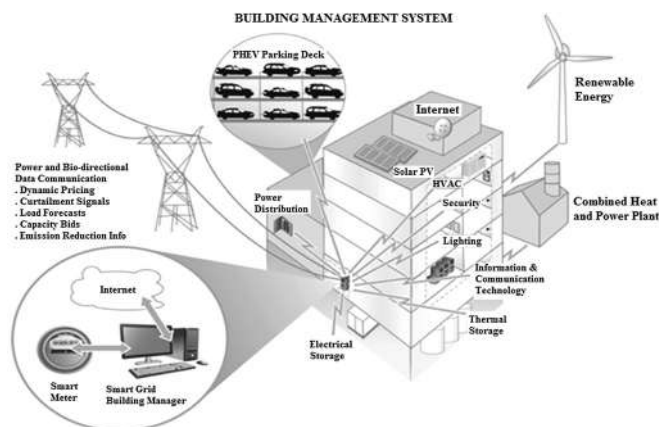 BUILDING MANAGEMENT SYSTEM
PHEV Parking Deck
Internet
Renewable
Energy
Solar PV
HVAC
Power and Bio-directional
Data Communication
. Dynamic Pricing
. Curtailment Signals
. Load Forecasts
. Capacity Bids
. Emission Reduction Info
Power
Distribution
Security
Combined Heat
and Power Plant
Lighting
Information &
Communication
Technology
Internet
Thermal
Storage
Electrical
Storage
Smart
Meter
Smart Grid
Building Manager